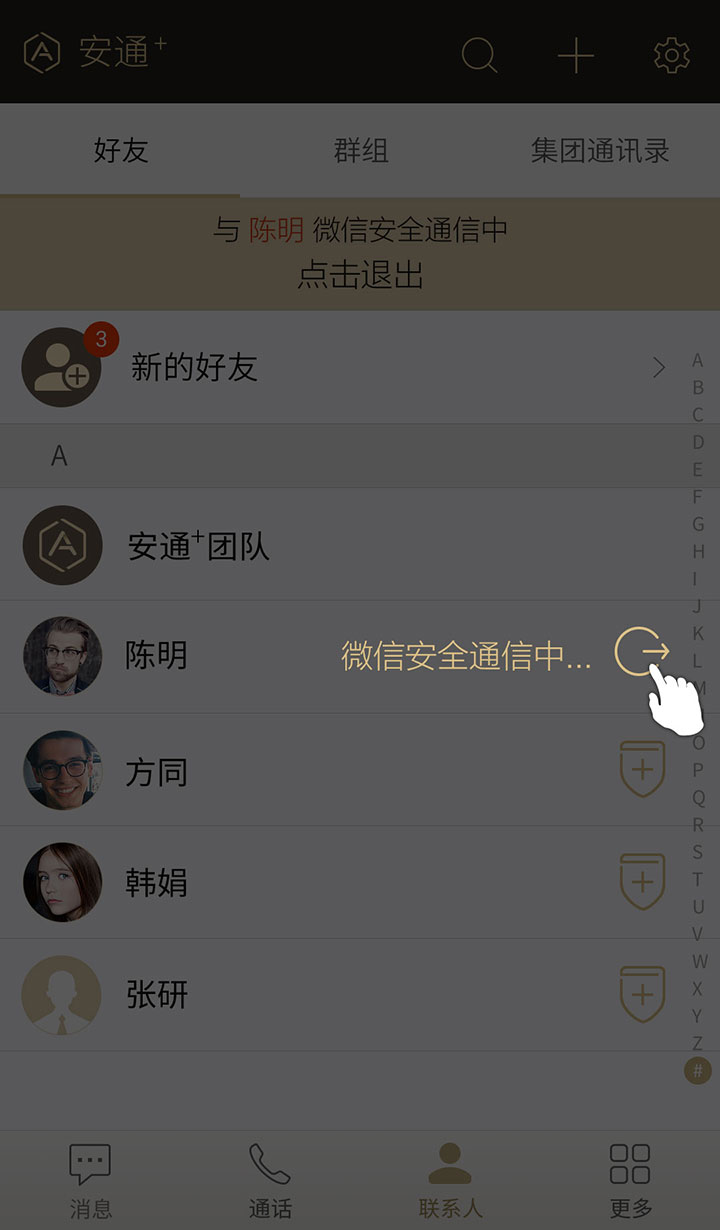 安通+
好友 群组 集团通讯录
与 陈明 微信安全通信中
点击退出
3
新的好友
A
安通+团队
陈明 微信安全通信中...
方同
韩娟
张研
A
B
C
D
E
F
G
H
I
J
K
L
M
O
P
Q
R
S
T
U
V
W
X
Y
Z
#
消息 通话 联系人 更多